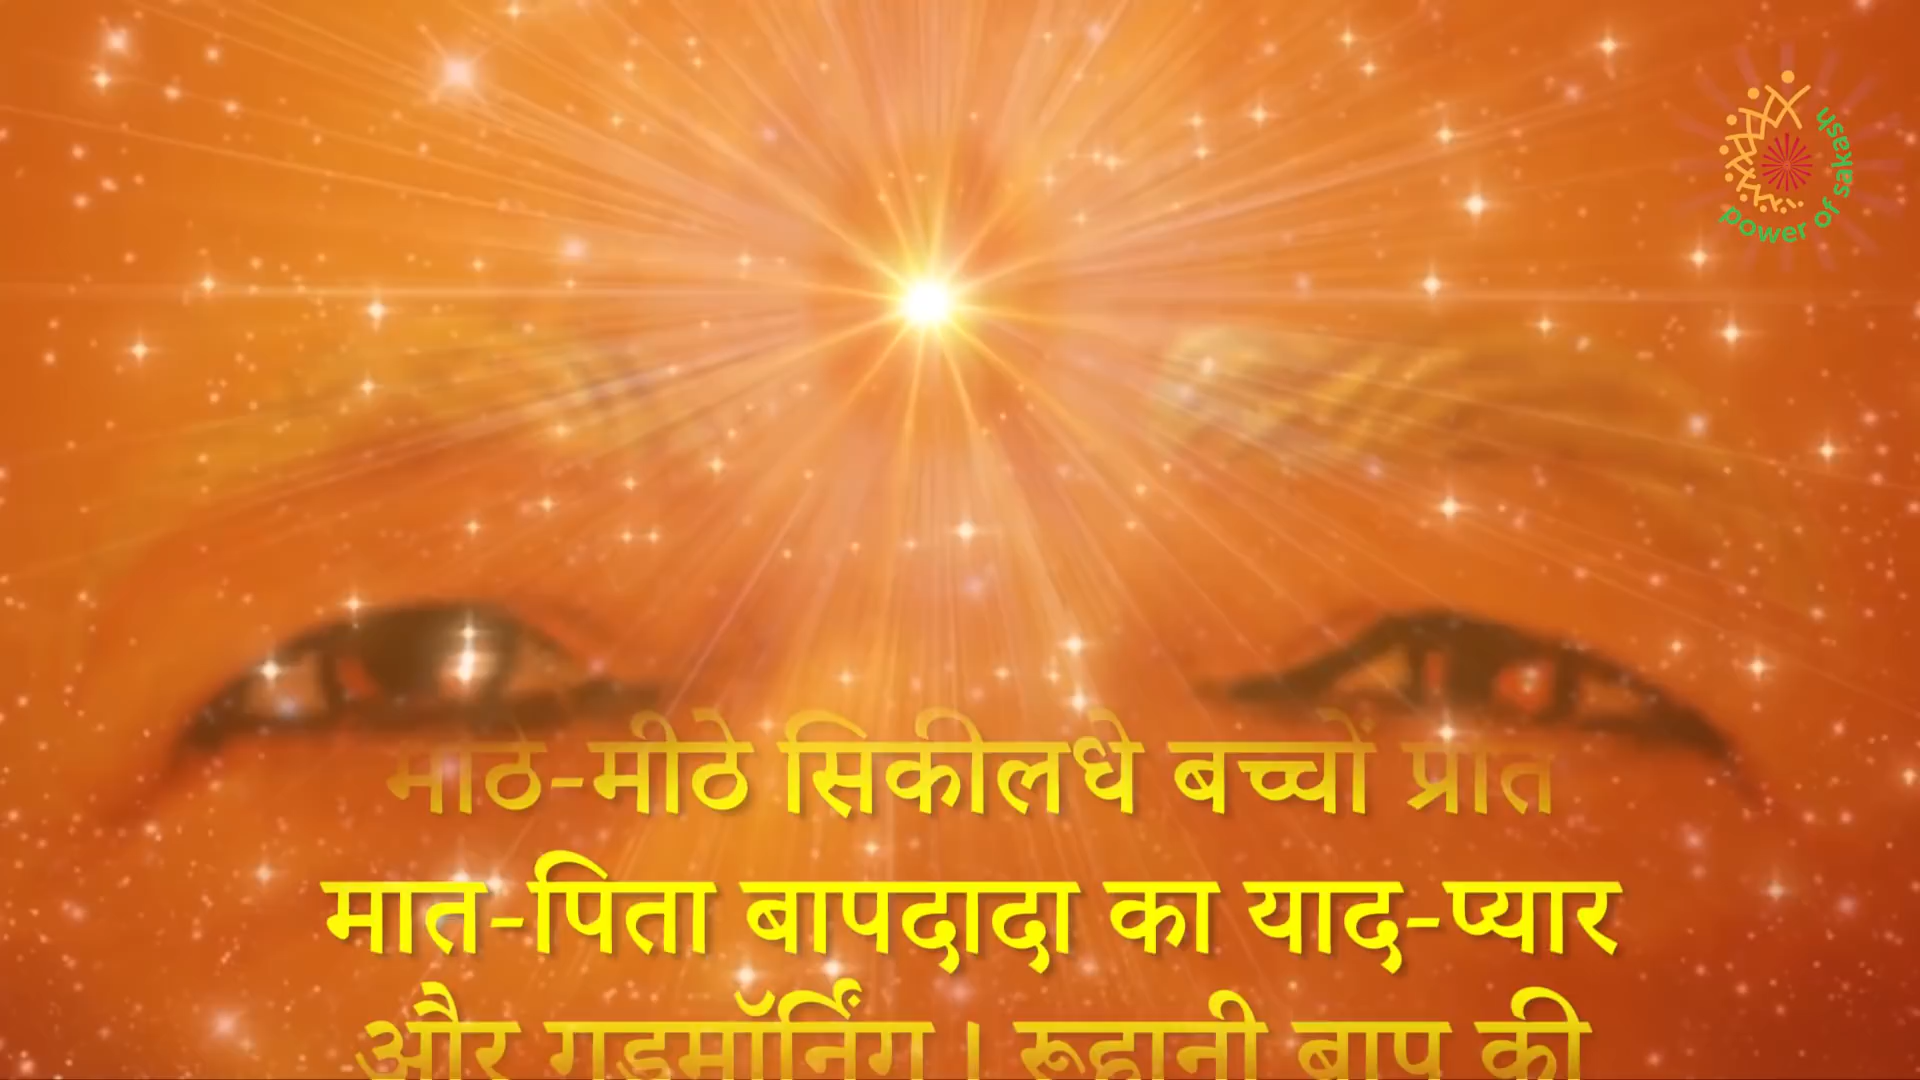 power of sakash
मीठे-मीठे सिकीलधे बच्चों प्रति
मात-पिता बापदादा का याद-प्यार
और गुडमॉर्निंग । रूहानी बाप की